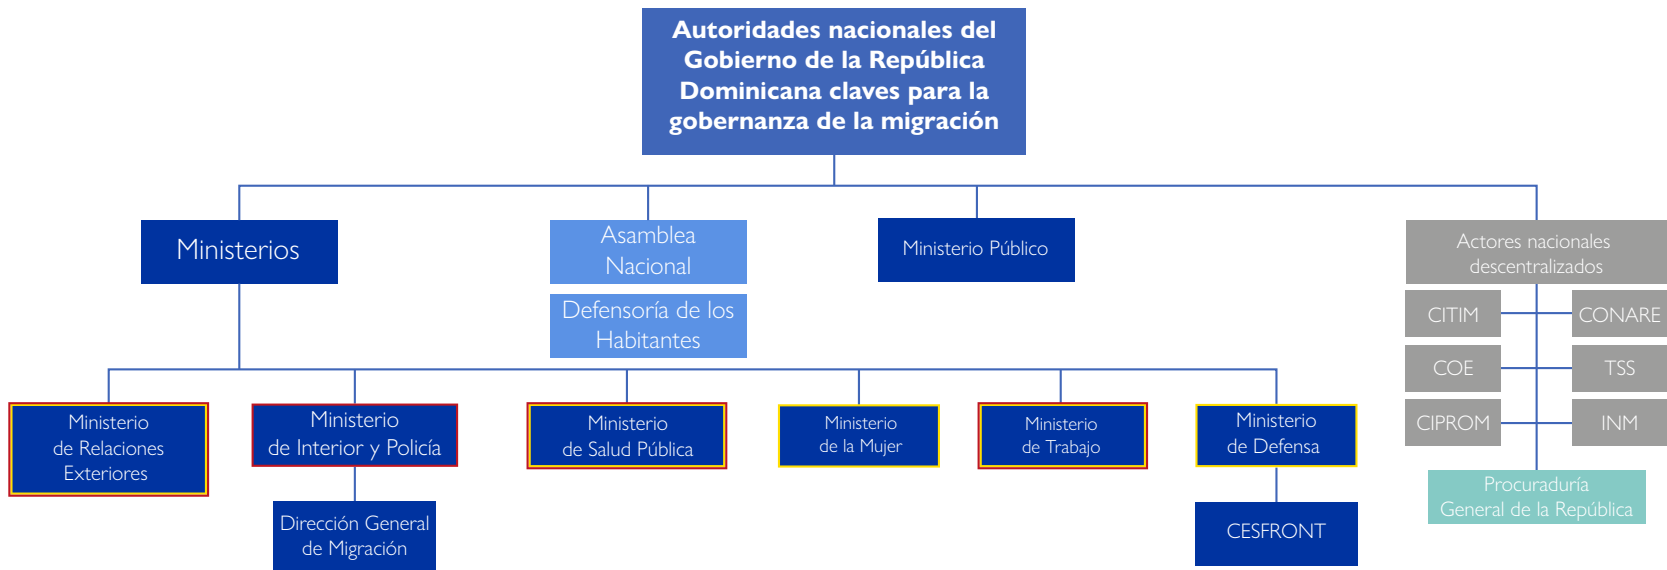 Autoridades nacionales del
Gobierno de la República
Dominicana claves para la
gobernanza de la migración
Ministerios
Asamblea
Nacional
Defensoría de los
Habitantes
Ministerio Público
Actores nacionales
descentralizados
CITIM
CONARE
COE
TSS
CIPROM
INM
Procuraduría
General de la República
Ministerio
de Relaciones
Exteriores
Ministerio
de Interior y Policía
Ministerio
de Salud Pública
Ministerio
de la Mujer
Ministerio
de Trabajo
Ministerio
de Defensa
Dirección General
de Migración
CESFRONT